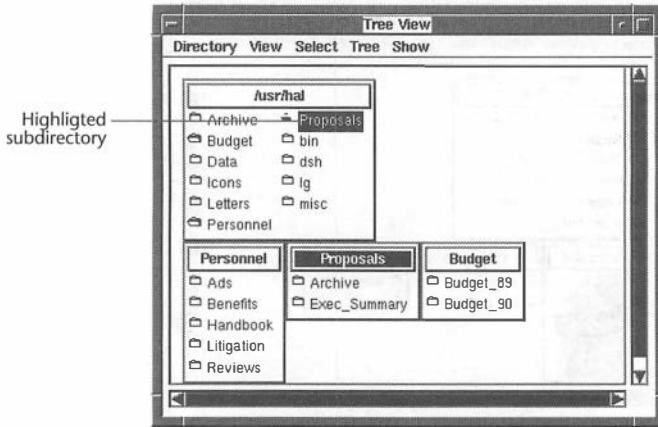 Tree View
Directory View Select Tree Show
Highligted
subdirectory
/usr/hal
Archive Proposals
Budget bin
Data dsh
Icons lg
Letters misc
Personnel
Personnel Proposals Budget
Ads Archive Budget_89
Benefits Exec_Summary Budget_90
Handbook
Litigation
Reviews